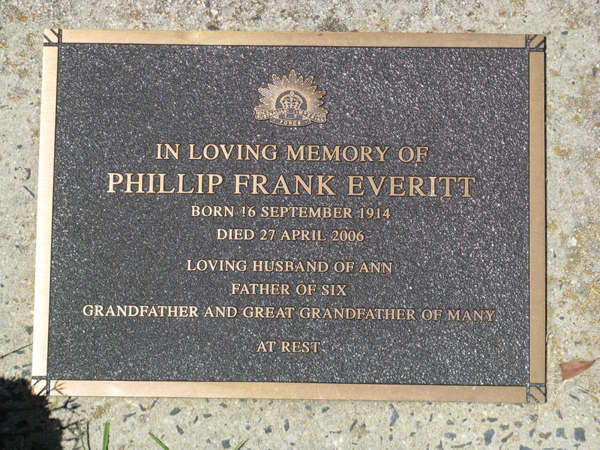 FORCE
IN LOVING MEMORY OF
PHILLIP FRANK EVERITT
BORN 16 SEPTEMBER 1914
DIED 27 APRIL 2006
LOVING HUSBAND OF ANN
FATHER OF SIX
GRANDFATHER AND GREAT GRANDFATHER OF MANY
AT REST